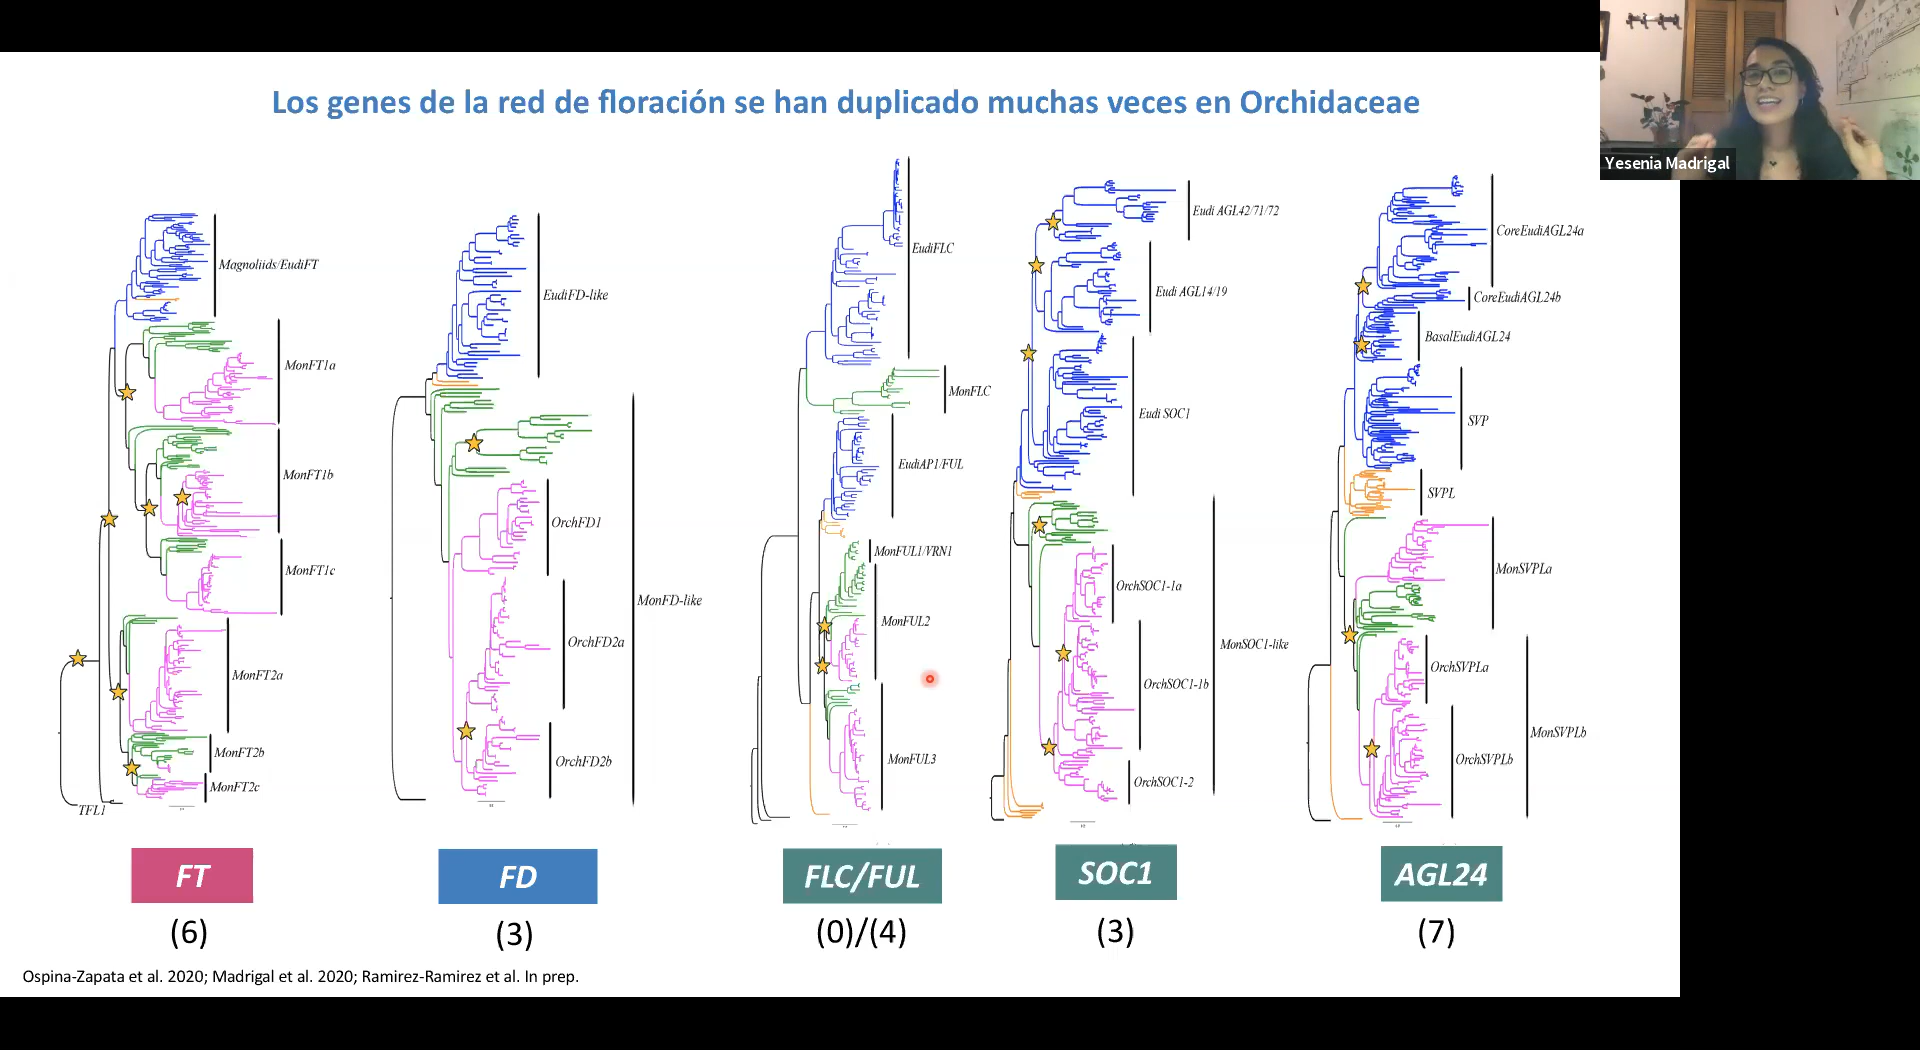 Los genes de la red de floración se han duplicado muchas veces en Orchidaceae
Yesenia Madrigal
Magnoliids/EudiFT
MonFT1a
MonFT1b
MonFT1c
MonFT2a
MonFT2b
MonFT2c
TFL1
EudiFD-like
OrchFD1
MonFD-like
OrchFD2a
OrchFD2b
EudiFLC
MonFLC
EudiAP1/FUL
MonFUL1/VRN1
MonFUL2
MonFUL3
Eudi AGL42/71/72
Eudi AGL14/19
Eudi SOC1
OrchSOC1-1a
MonSOC1-like
OrchSOC1-1b
OrchSOC1-2
CoreEudiAGL24a
CoreEudiAGL24b
BasalEudiAGL24
SVP
SVPL
MonSVPLa
OrchSVPLa
MonSVPLb
OrchSVPLb
FT
FD
FLC/FUL
SOC1
AGL24
(6)
(3)
(0)/(4)
(3)
(7)
Ospina-Zapata et al. 2020; Madrigal et al. 2020; Ramirez-Ramirez et al. In prep.